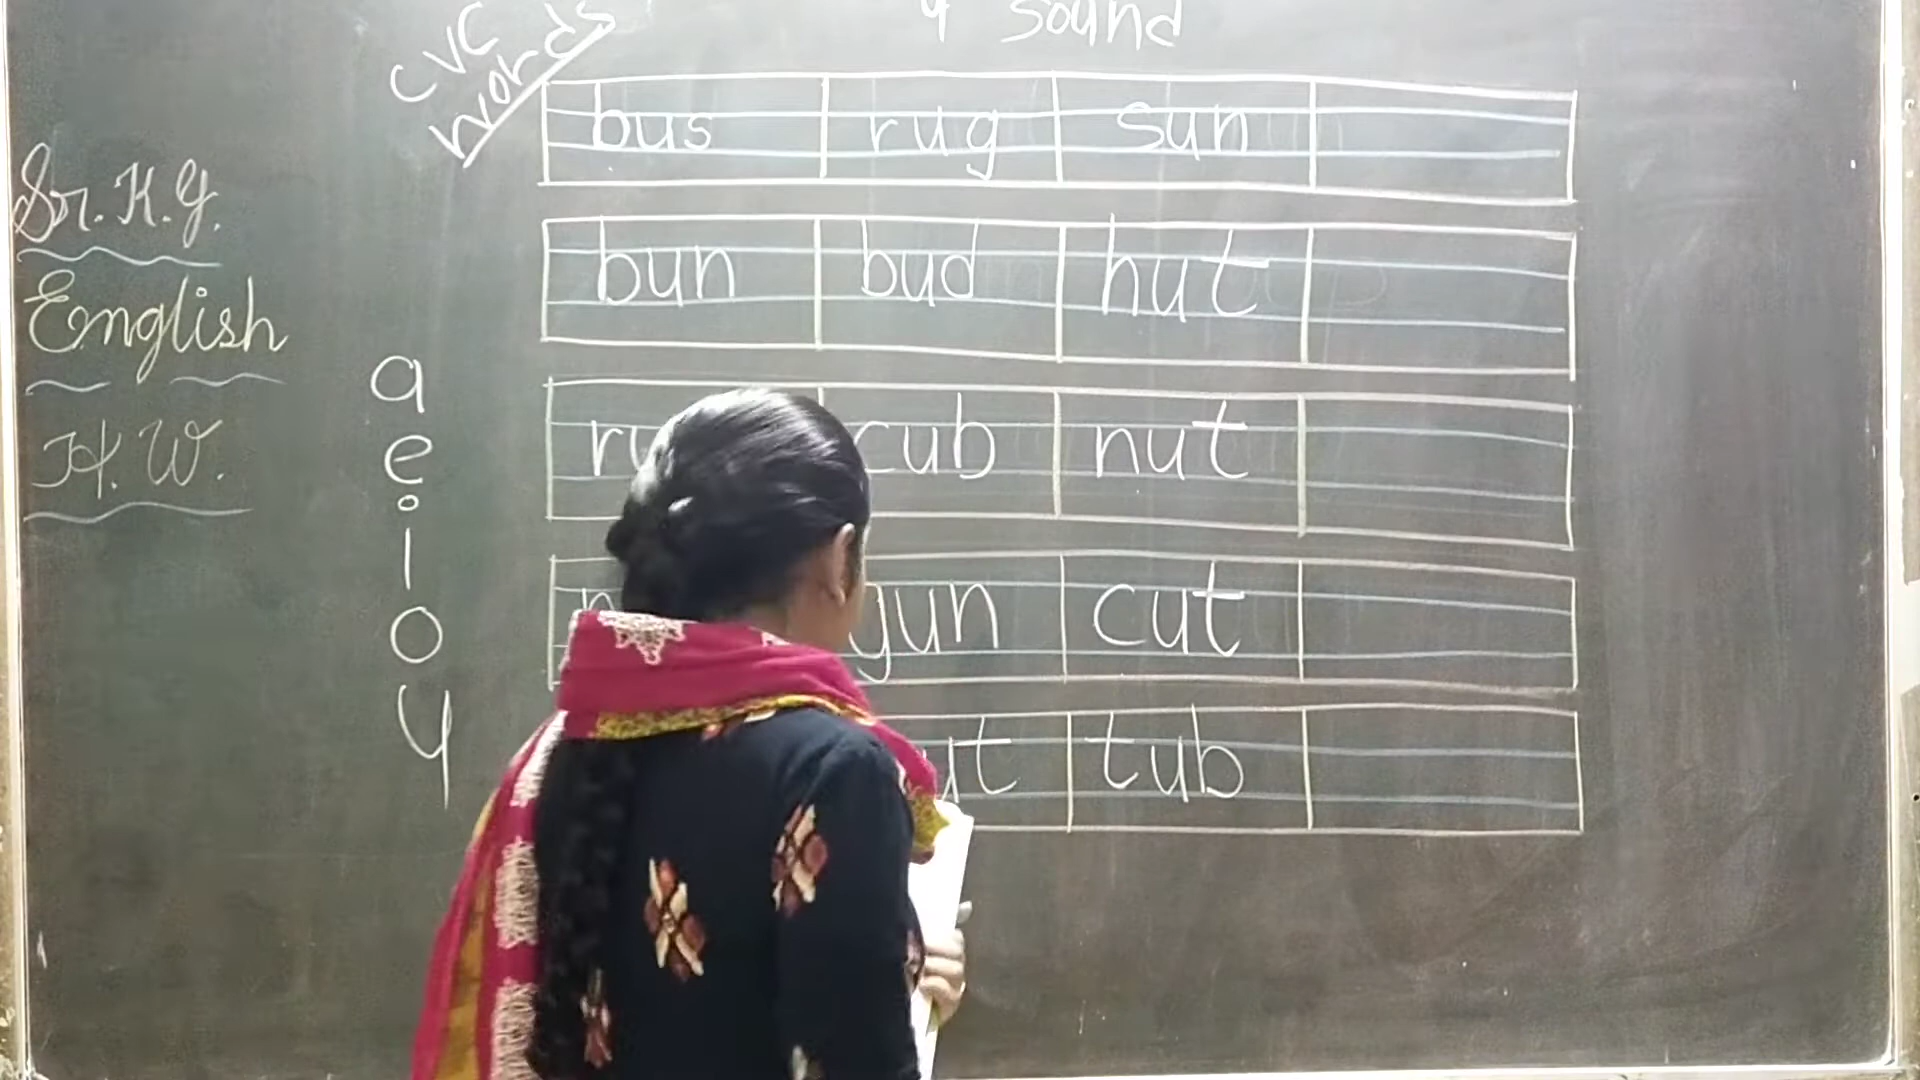 u sound
CVC
words
bus rug sun
bun bud hut
cub nut
gun cut
tub
Sr. K.G.
English
H.W.
a
e
i
o
u